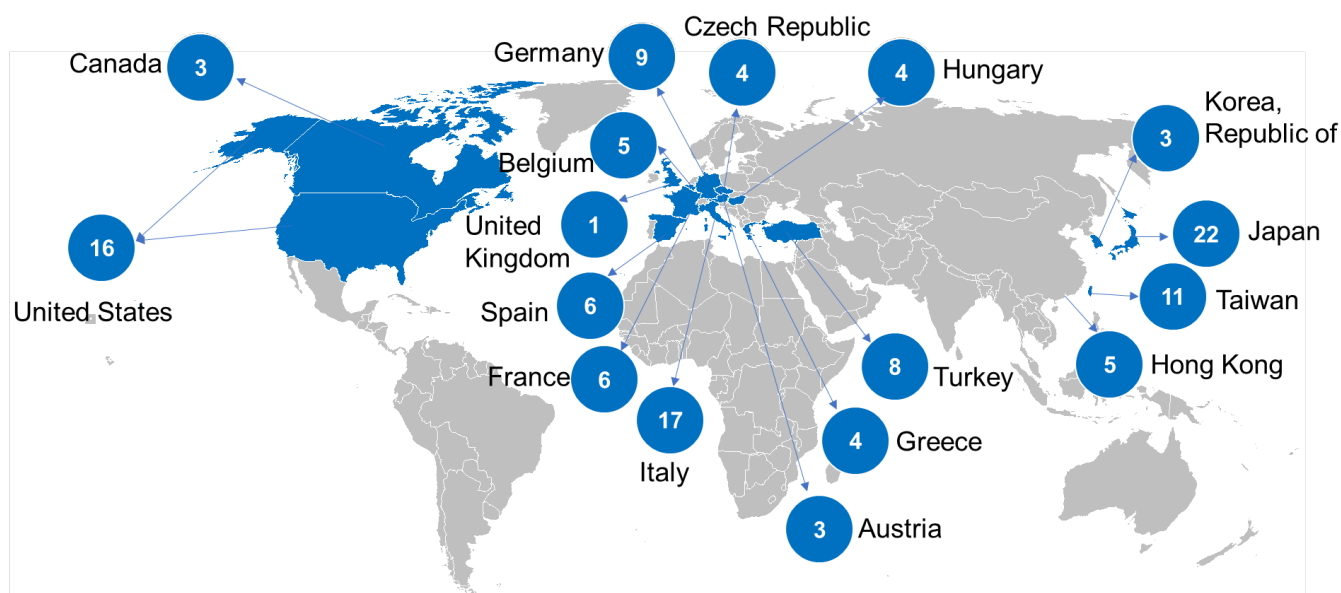 Czech Republic
Germany
9
4
4
Hungary
Canada
3
Korea,
Republic of
3
Belgium
5
United
Kingdom
1
16
United States
22
Japan
Spain
6
11
Taiwan
France
6
8
Turkey
5
Hong Kong
17
Italy
4
Greece
3
Austria